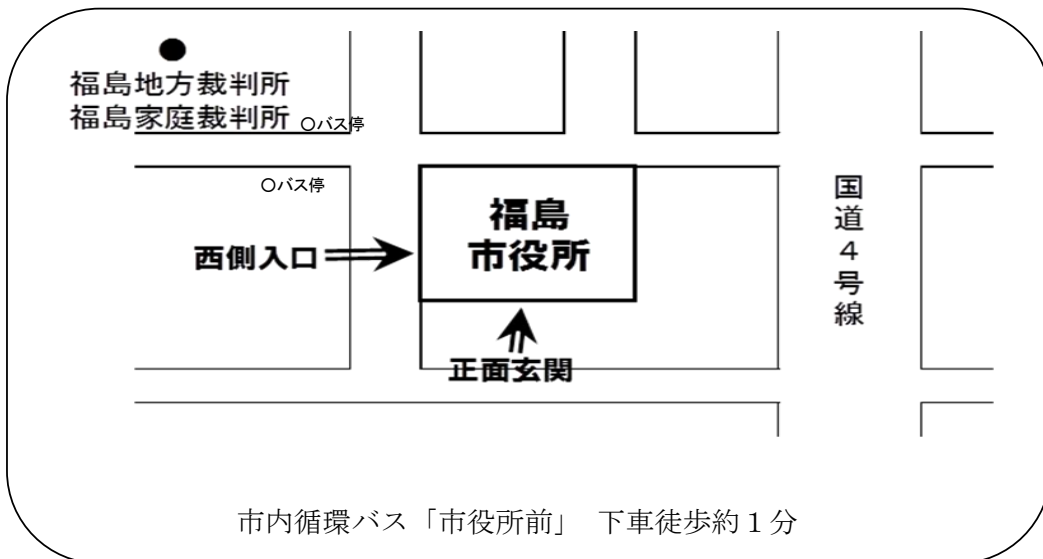 福島地方裁判所
福島家庭裁判所
○バス停
○バス停
福島
市役所
西側入口
正面玄関
国道４号線
市内循環バス「市役所前」 下車徒歩約１分